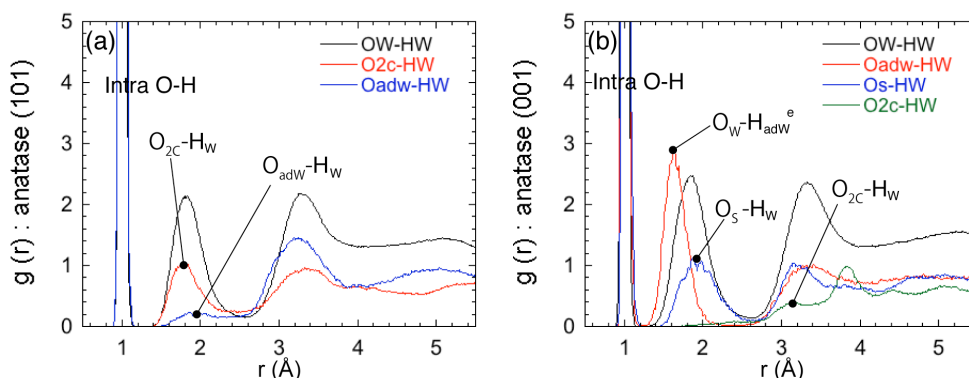 (a)
g (r) : anatase (101)
5
4
3
2
1
0
OW-HW
O2c-HW
Oadw-HW
Intra O-H
O2C-HW
OadW-HW
1 2 3 4 5
r (Å)
(b)
g (r) : anatase (001)
5
4
3
2
1
0
OW-HW
Oadw-HW
Os-HW
O2c-HW
Intra O-H
OW-HadWe
OS-HW
O2C-HW
1 2 3 4 5
r (Å)